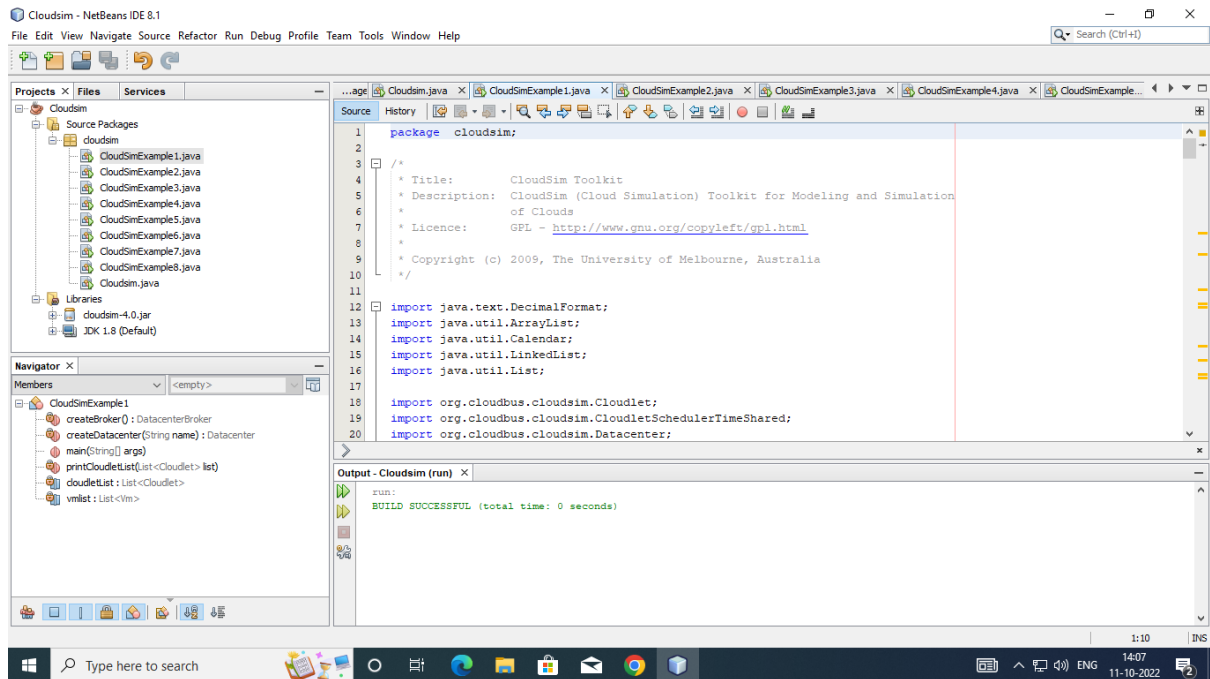 Cloudsim - NetBeans IDE 8.1
File Edit View Navigate Source Refactor Run Debug Profile Team Tools Window Help
Search (Ctrl+I)
Projects Files Services
...age Cloudsim.java CloudSimExample1.java CloudSimExample2.java CloudSimExample3.java CloudSimExample4.java CloudSimExample...
Source History
Cloudsim
Source Packages
cloudsim
CloudSimExample1.java
CloudSimExample2.java
CloudSimExample3.java
CloudSimExample4.java
CloudSimExample5.java
CloudSimExample6.java
CloudSimExample7.java
CloudSimExample8.java
Cloudsim.java
Libraries
cloudsim-4.0.jar
JDK 1.8 (Default)
1 package cloudsim;
2
3 /*
4 * Title: CloudSim Toolkit
5 * Description: CloudSim (Cloud Simulation) Toolkit for Modeling and Simulation
6 * of Clouds
7 * Licence: GPL - http://www.gnu.org/copyleft/gpl.html
8 *
9 * Copyright (c) 2009, The University of Melbourne, Australia
10 */
11
12 import java.text.DecimalFormat;
13 import java.util.ArrayList;
14 import java.util.Calendar;
15 import java.util.LinkedList;
16 import java.util.List;
17
18 import org.cloudbus.cloudsim.Cloudlet;
19 import org.cloudbus.cloudsim.CloudletSchedulerTimeShared;
20 import org.cloudbus.cloudsim.Datacenter;
Navigator
Members <empty>
CloudSimExample1
createBroker() : DatacenterBroker
createDatacenter(String name) : Datacenter
main(String[] args)
printCloudletList(List<Cloudlet> list)
cloudletList : List<Cloudlet>
vmlist : List<Vm>
Output - Cloudsim (run)
run:
BUILD SUCCESSFUL (total time: 0 seconds)
1:10 INS
Type here to search
ENG
14:07
11-10-2022
2